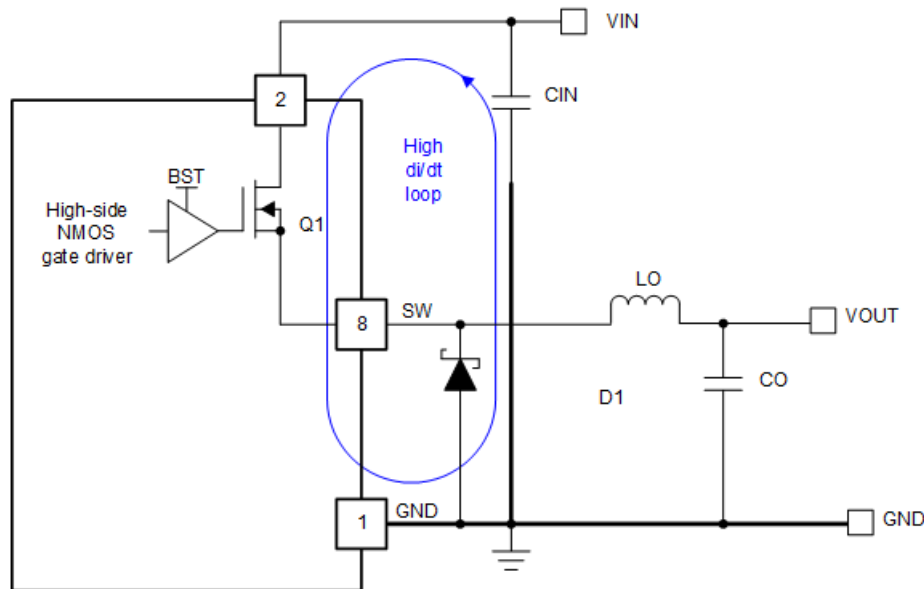 VIN
2
CIN
High
di/dt
loop
BST
High-side
NMOS
gate driver
Q1
LO
8
SW
VOUT
D1
CO
1
GND
GND